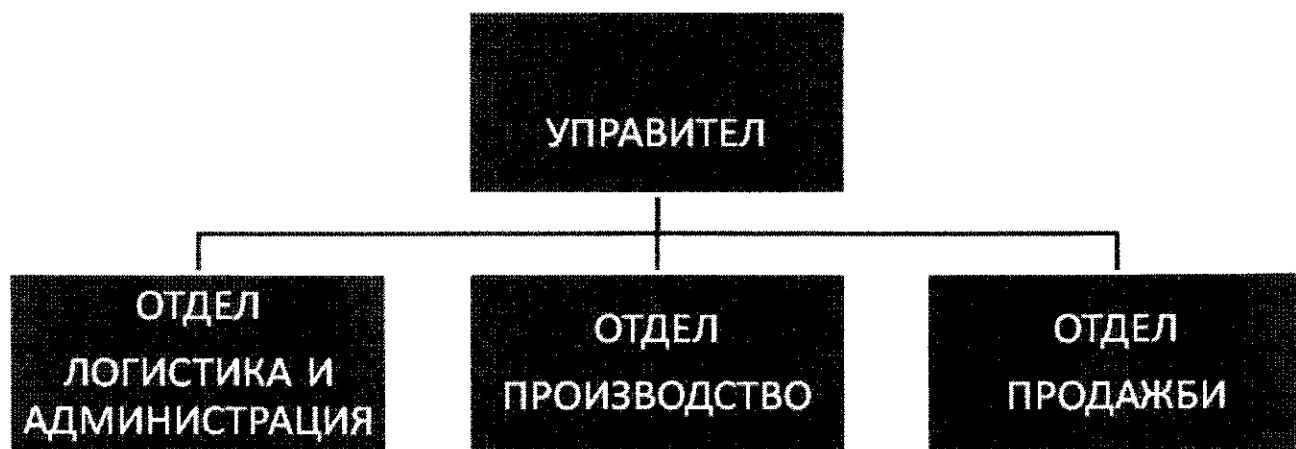 УПРАВИТЕЛ
ОТДЕЛ
ЛОГИСТИКА И
АДМИНИСТРАЦИЯ
ОТДЕЛ
ПРОИЗВОДСТВО
ОТДЕЛ
ПРОДАЖБИ